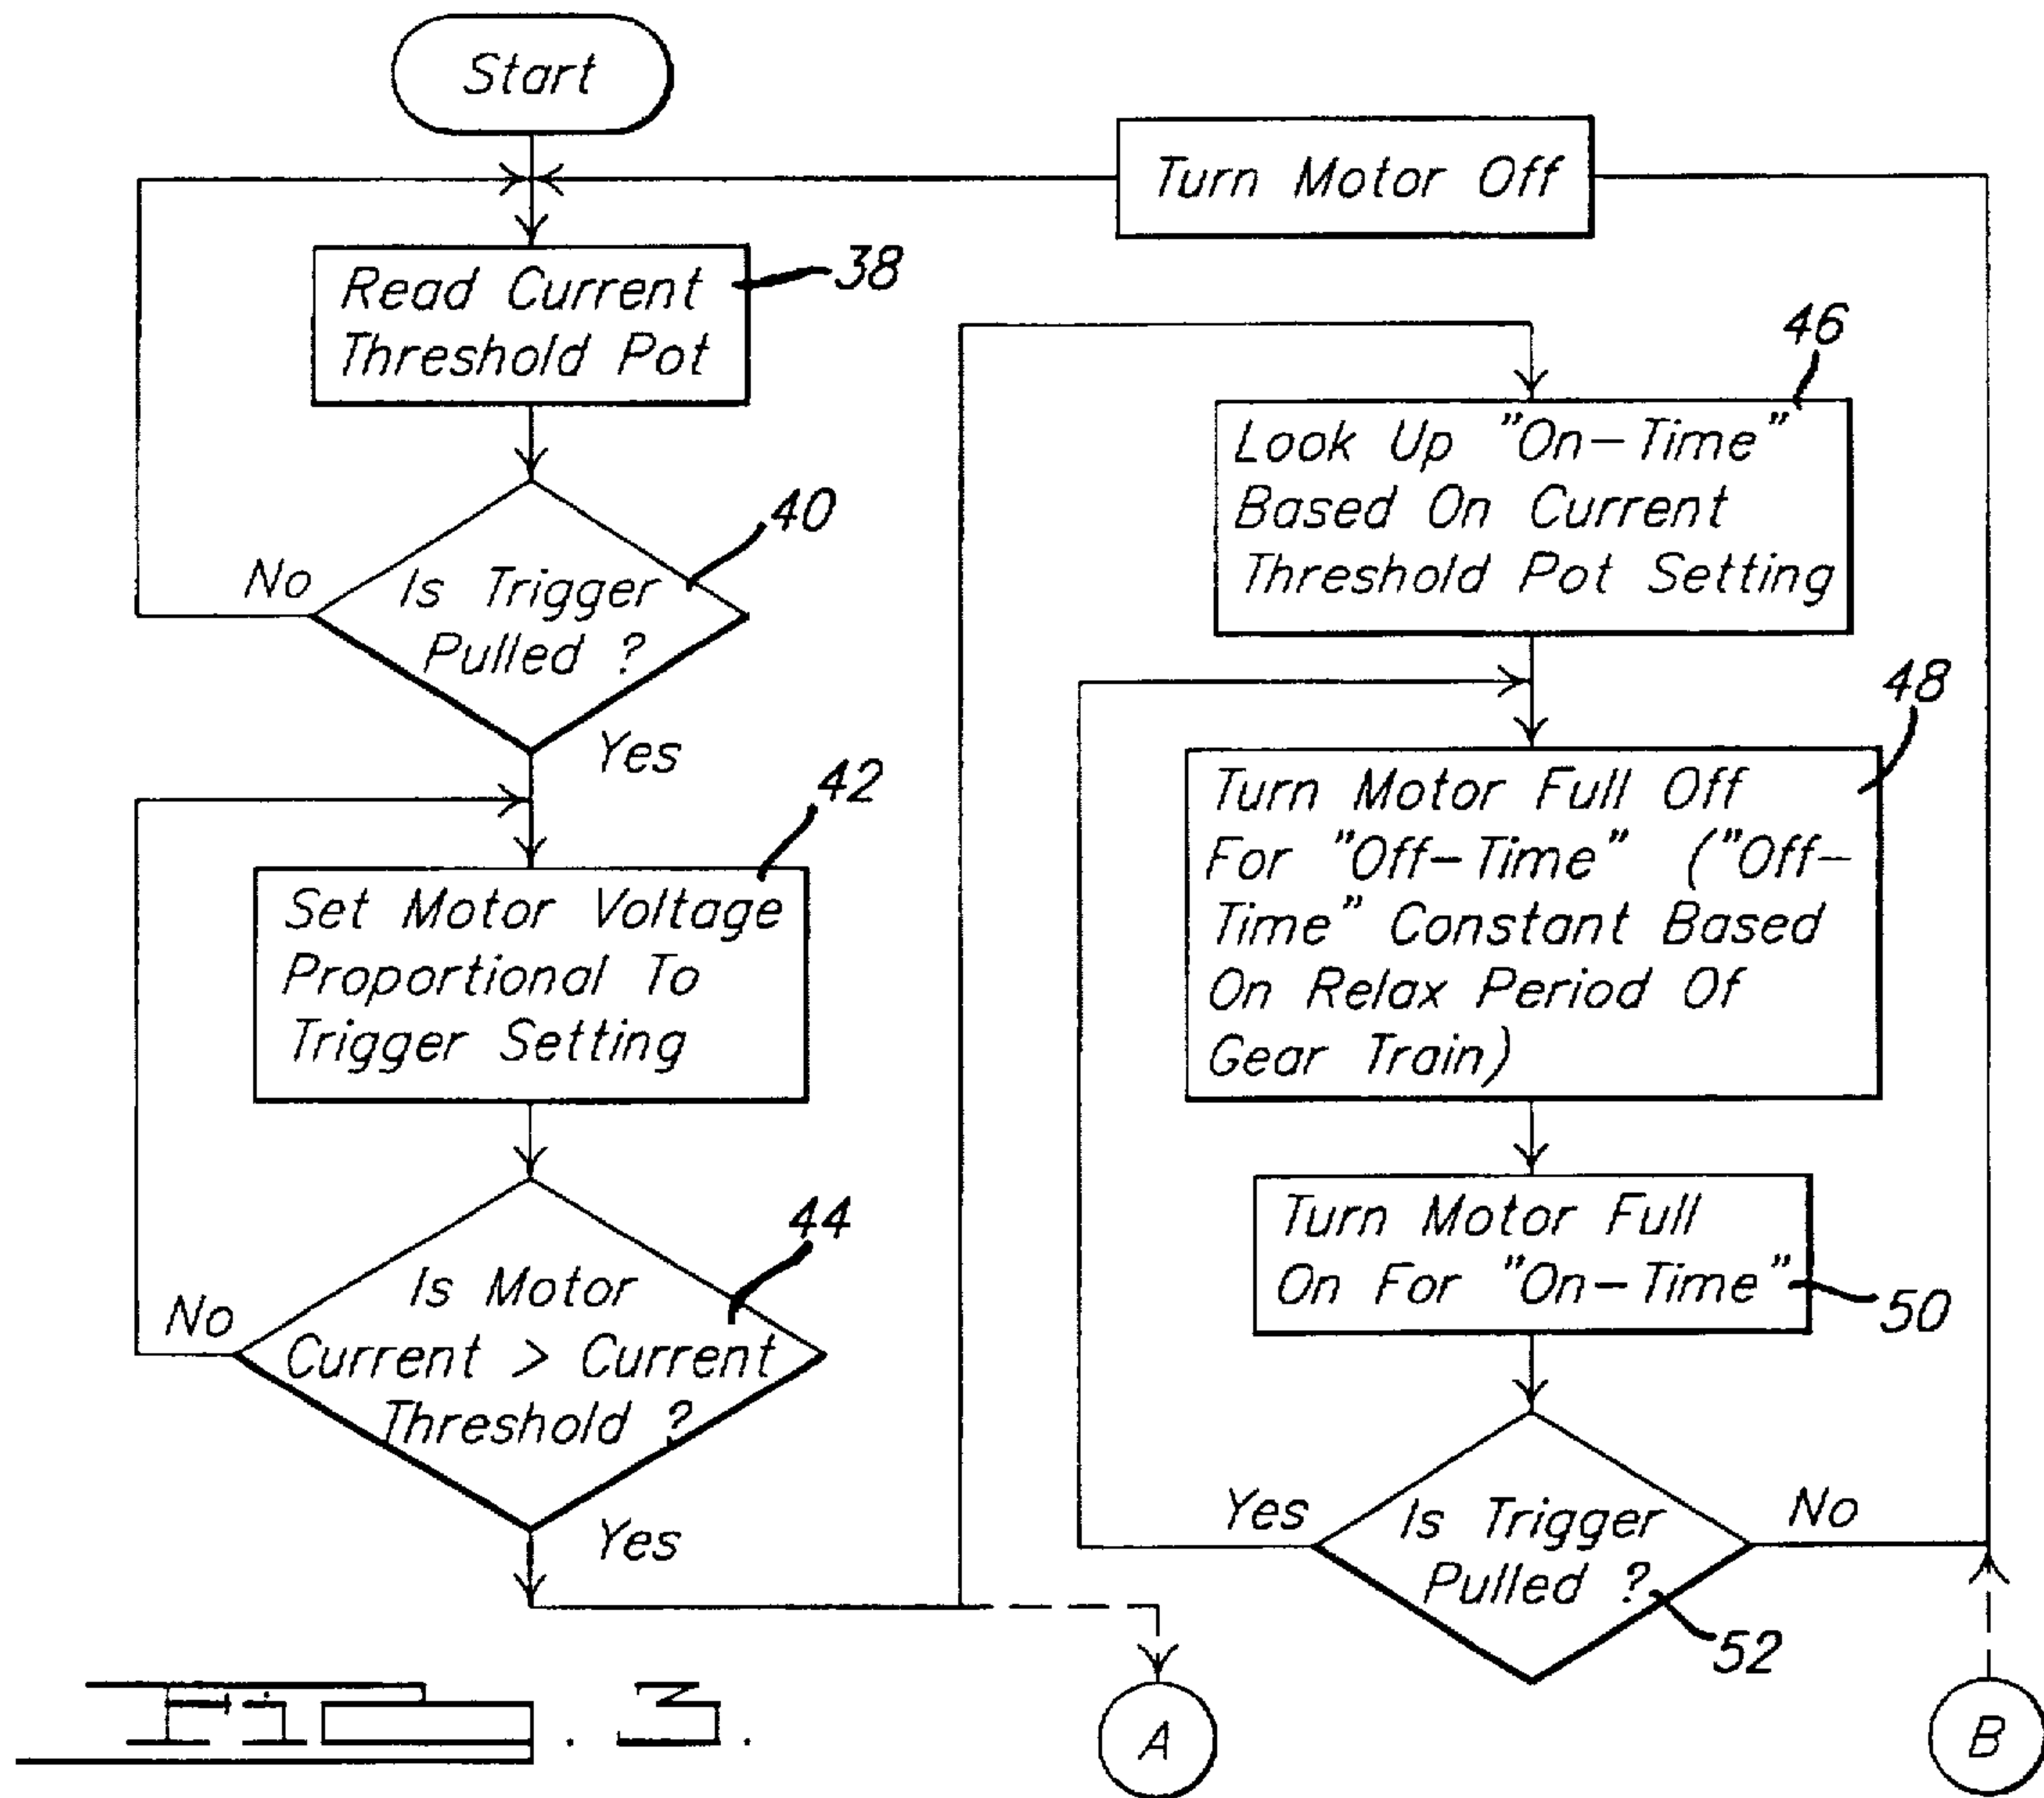 Start
Turn Motor Off
Read Current
Threshold Pot
38
40
No
Is Trigger
Pulled ?
Yes
42
Set Motor Voltage
Proportional To
Trigger Setting
44
No
Is Motor
Current > Current
Threshold ?
Yes
46
Look Up "On-Time"
Based On Current
Threshold Pot Setting
48
Turn Motor Full Off
For "Off-Time" ("Off-
Time" Constant Based
On Relax Period Of
Gear Train)
Turn Motor Full
On For "On-Time"
50
Yes
Is Trigger
Pulled ?
No
52
A
B
Fig. 3.